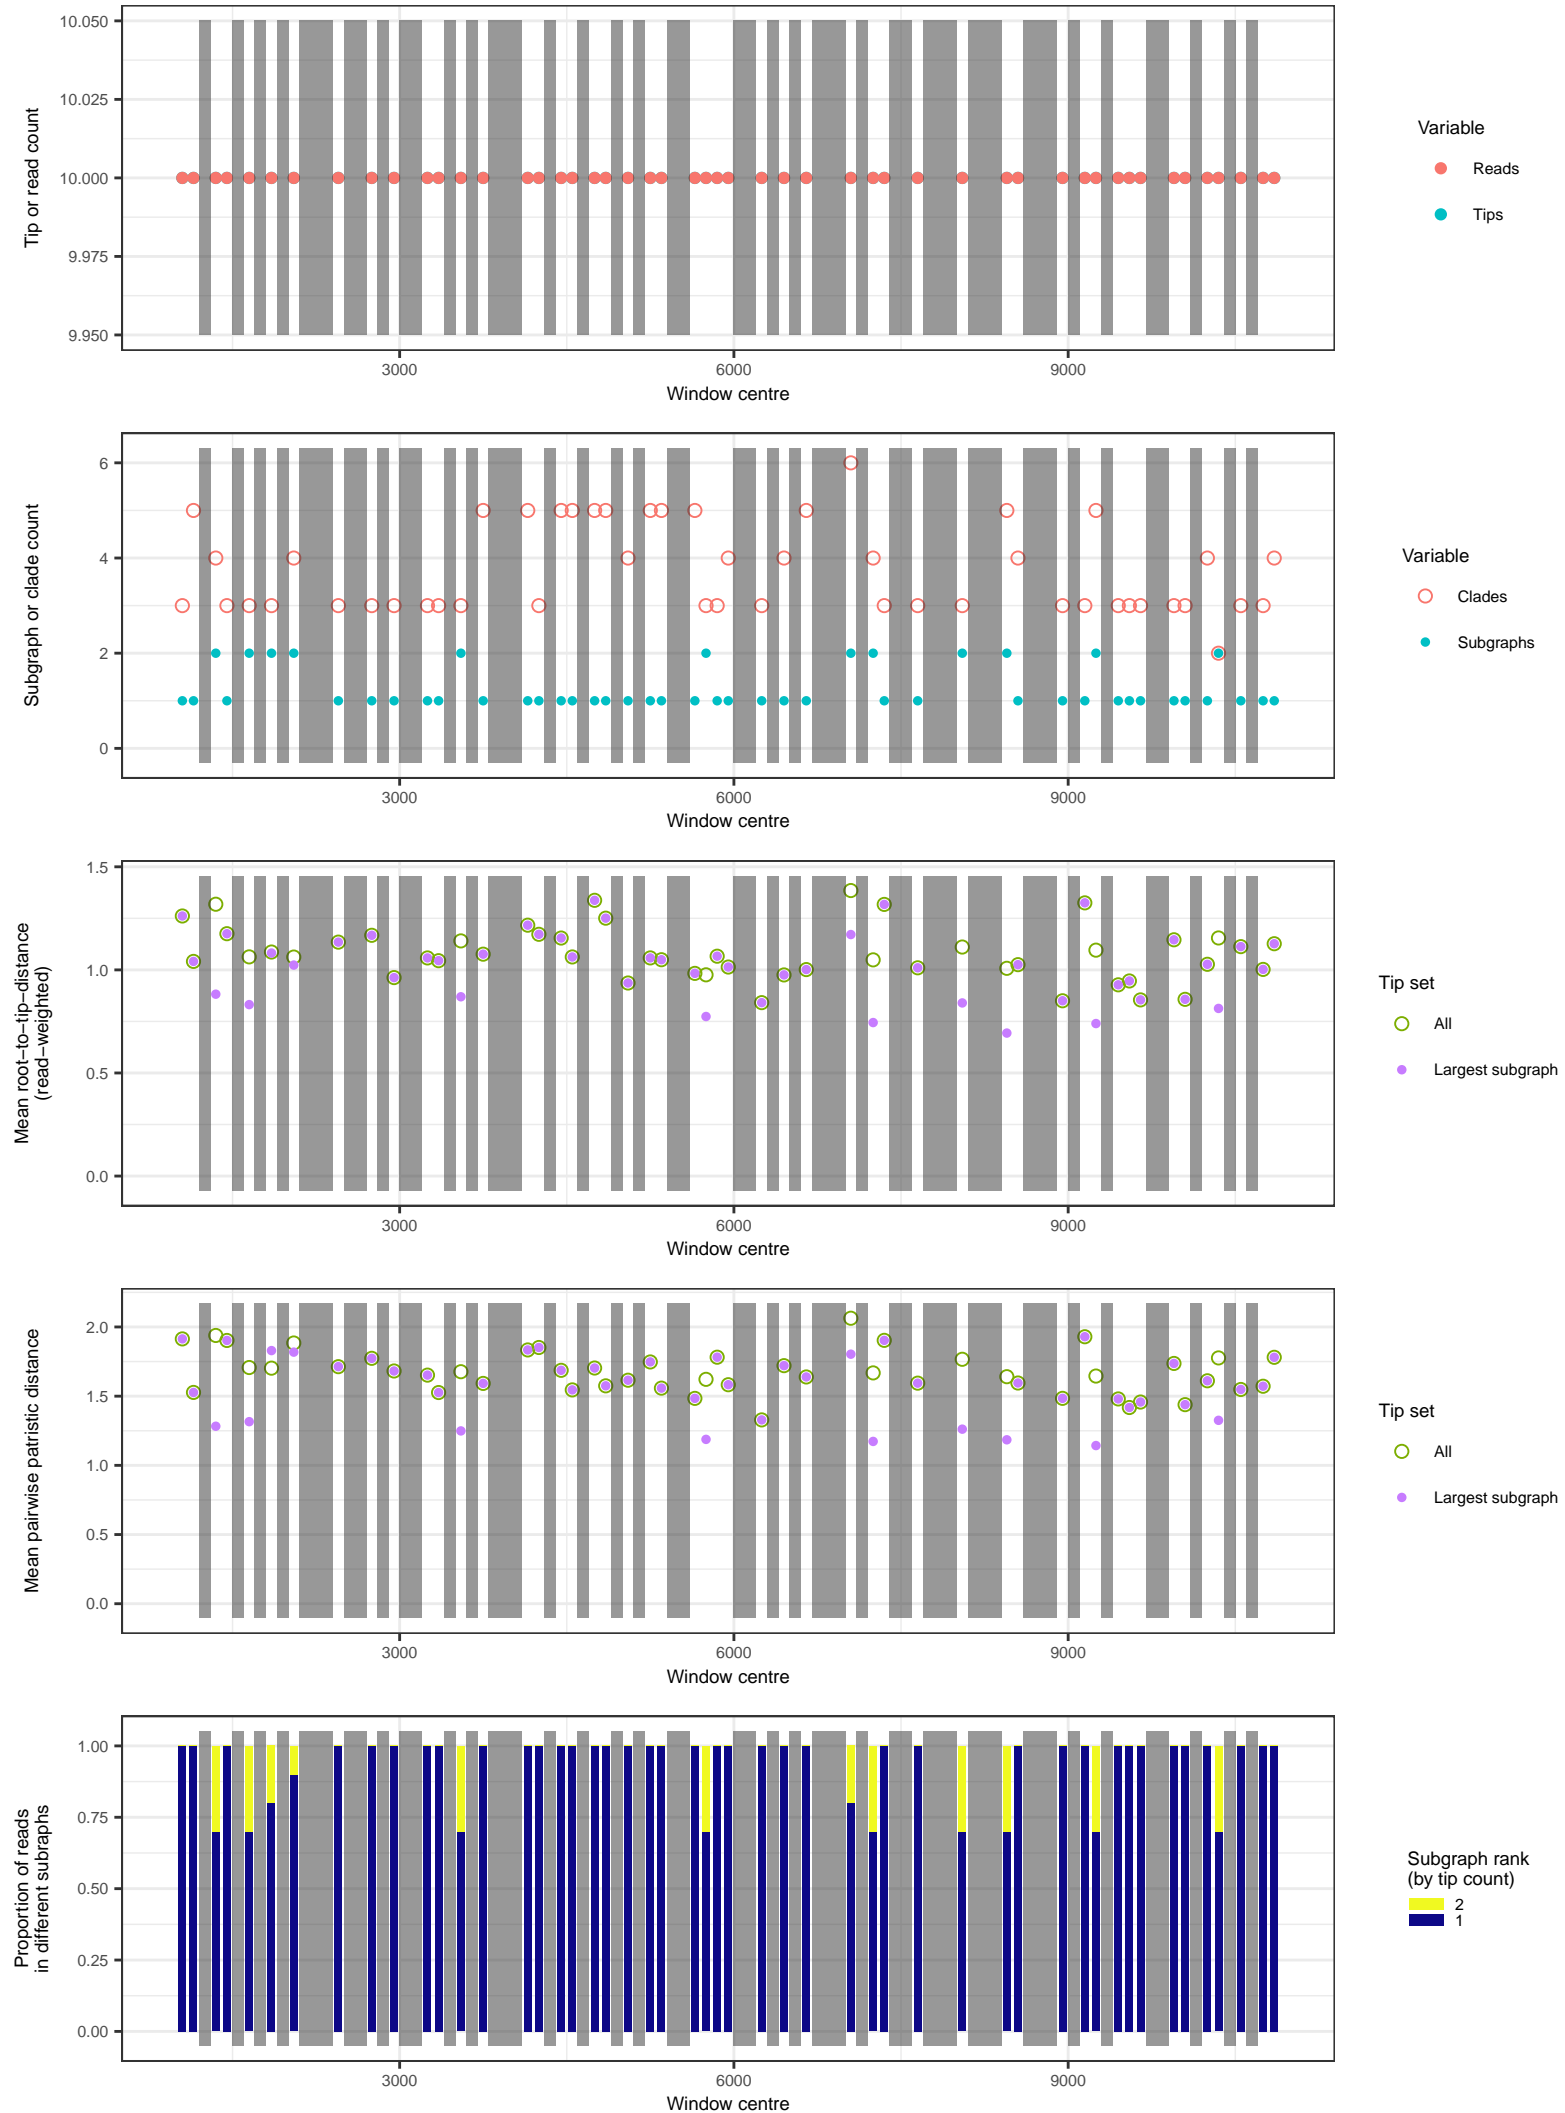 10.050
10.025
10.000
9.975
9.950
Tip or read count
3000
6000
9000
Window centre
Variable
Reads
Tips
6
4
2
0
Subgraph or clade count
3000
6000
9000
Window centre
Variable
Clades
Subgraphs
1.5
1.0
0.5
0.0
Mean root−to−tip−distance
(read−weighted)
3000
6000
9000
Window centre
Tip set
All
Largest subgraph
2.0
1.5
1.0
0.5
0.0
Mean pairwise patristic distance
3000
6000
9000
Window centre
Tip set
All
Largest subgraph
1.00
0.75
0.50
0.25
0.00
Proportion of reads
in different subraphs
3000
6000
9000
Window centre
Subgraph rank
(by tip count)
2
1